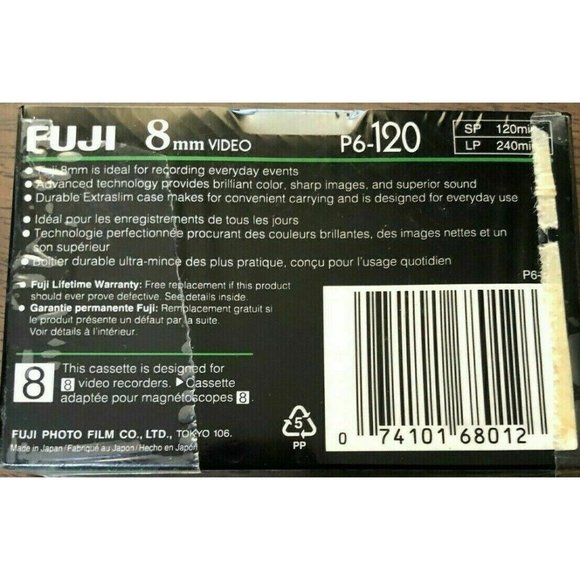 FUJI 8mm VIDEO P6-120 SP 120min
LP 240min
• Fuji 8mm is ideal for recording everyday events
• Advanced technology provides brilliant color, sharp images, and superior sound
• Durable Extraslim case makes for convenient carrying and is designed for everyday use
• Idéal pour les enregistrements de tous les jours
• Technologie perfectionnée procurant des couleurs brillantes, des images nettes et un
son supérieur
• Boîtier durable ultra-mince des plus pratique, conçu pour l'usage quotidien
P6-
• Fuji Lifetime Warranty: Free replacement if this product
should ever prove defective. See details inside.
• Garantie permanente Fuji: Remplacement gratuit si
le produit présente un défaut par la suite.
Voir détails à l'intérieur.
8 This cassette is designed for
8 video recorders. ▶Cassette
adaptée pour magnétoscopes 8.
5
PP
0 74101 68012
FUJI PHOTO FILM CO., LTD., TOKYO 106.
Made in Japan/Fabriqué au Japon/Hecho en Japón